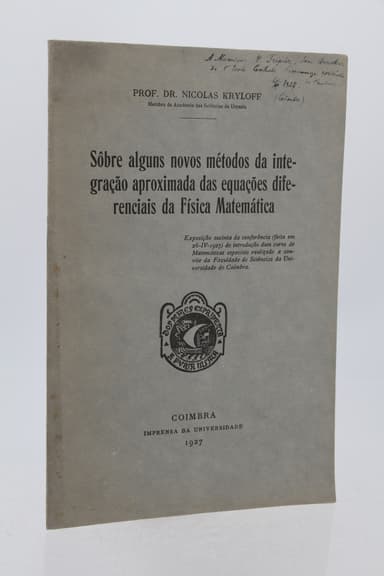 PROF. DR. NICOLAS KRYLOFF
Membro da Academia das Sciências da Ucrania
Sôbre alguns novos métodos da inte-
gração aproximada das equações dife-
renciais da Física Matemática
Exposição sucinta da conferência (feita em
26-IV-1927) de introdução dum curso de
Matemáticas especiais realizado a con-
vite da Faculdade de Sciências da Uni-
versidade de Coimbra.
COIMBRA
IMPRENSA DA UNIVERSIDADE
1927